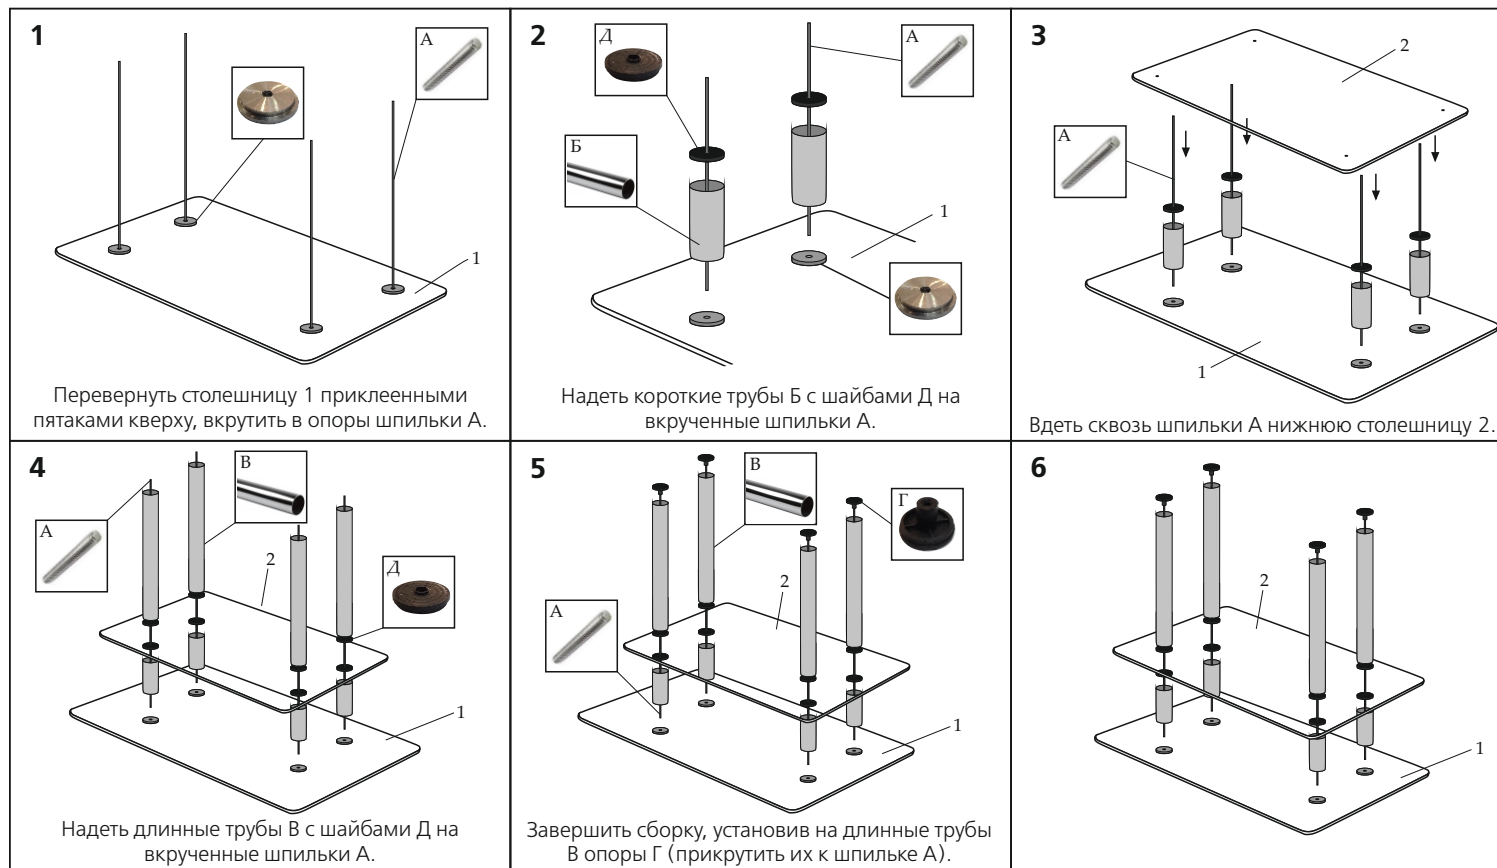 1
А
1
Перевернуть столешницу 1 приклеенными
пятаками кверху, вкрутить в опоры шпильки А.
2
Д
А
Б
1
Надеть короткие трубы Б с шайбами Д на
вкрученные шпильки А.
3
2
А
1
Вдеть сквозь шпильки А нижнюю столешницу 2.
4
В
А
2
Д
1
Надеть длинные трубы В с шайбами Д на
вкрученные шпильки А.
5
В
Г
А
2
1
Завершить сборку, установив на длинные трубы
В опоры Г (прикрутить их к шпильке А).
6
2
1